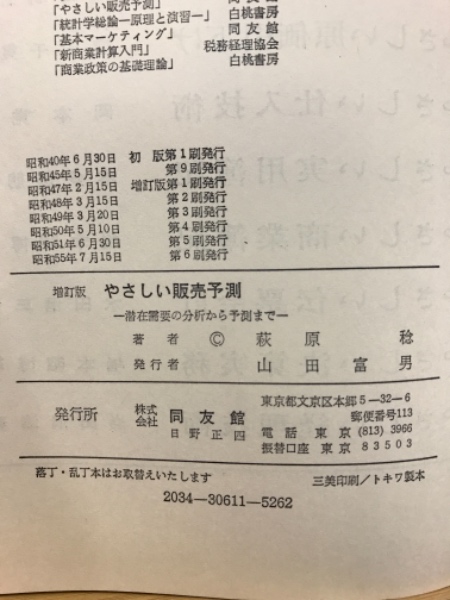 「やさしい販売予測」
「統計学総論―原理と演習―」 白桃書房
「基本マーケティング」 同友館
「新商業計算入門」 税務経理協会
「商業政策の基礎理論」 白桃書房
昭和40年6月30日 初版第1刷発行
昭和45年5月15日 第9刷発行
昭和47年2月15日 増訂版第1刷発行
昭和48年3月15日 第2刷発行
昭和49年3月20日 第3刷発行
昭和50年5月10日 第4刷発行
昭和51年6月30日 第5刷発行
昭和55年7月15日 第6刷発行
増訂版 やさしい販売予測
―潜在需要の分析から予測まで―
著者 © 萩原 稔
発行者 山田富男
発行所 株式会社 同友館
日野正四
東京都文京区本郷5―32―6
郵便番号113
電話 東京 (813) 3966
振替口座 東京 83503
落丁・乱丁本はお取替えいたします 三美印刷/トキワ製本
2034―30611―5262